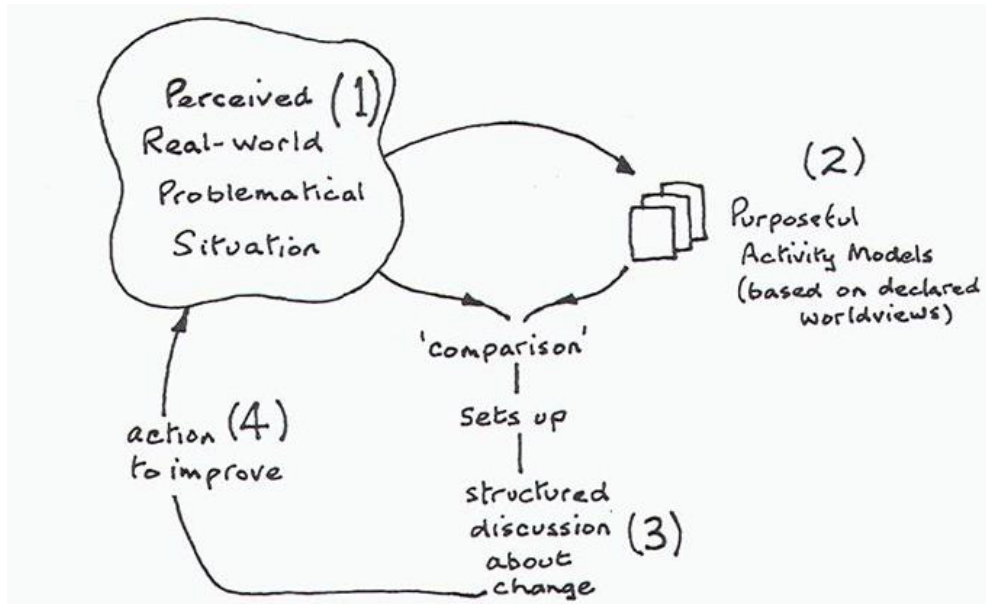 Perceived (1)
Real-world
Problematical
Situation
(2)
Purposeful
Activity Models
(based on declared
worldviews)
'comparison'
Sets up
structured
discussion (3)
about
change
action (4)
to improve